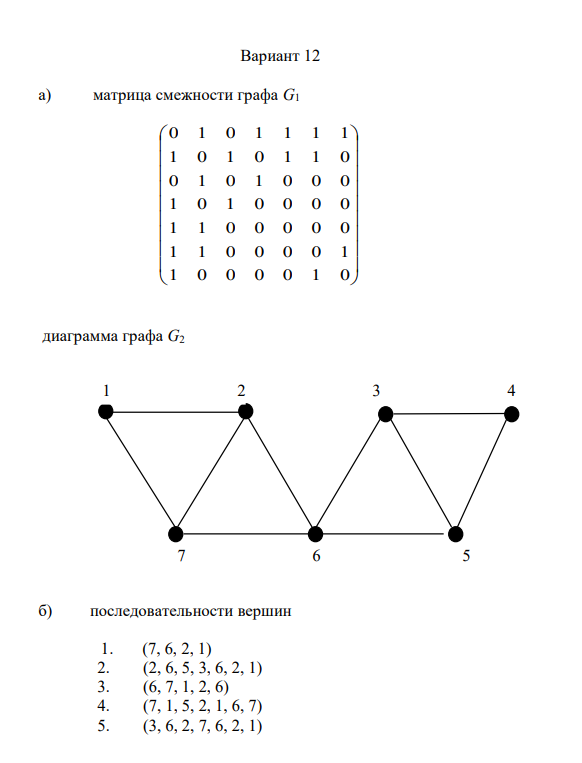 Вариант 12
а) матрица смежности графа G1
0 1 0 1 1 1 1
1 0 1 0 1 1 0
0 1 0 1 0 0 0
1 0 1 0 0 0 0
1 1 0 0 0 0 0
1 1 0 0 0 0 1
1 0 0 0 0 1 0
диаграмма графа G2
1 2 3 4
7 6 5
б) последовательности вершин
1. (7, 6, 2, 1)
2. (2, 6, 5, 3, 6, 2, 1)
3. (6, 7, 1, 2, 6)
4. (7, 1, 5, 2, 1, 6, 7)
5. (3, 6, 2, 7, 6, 2, 1)